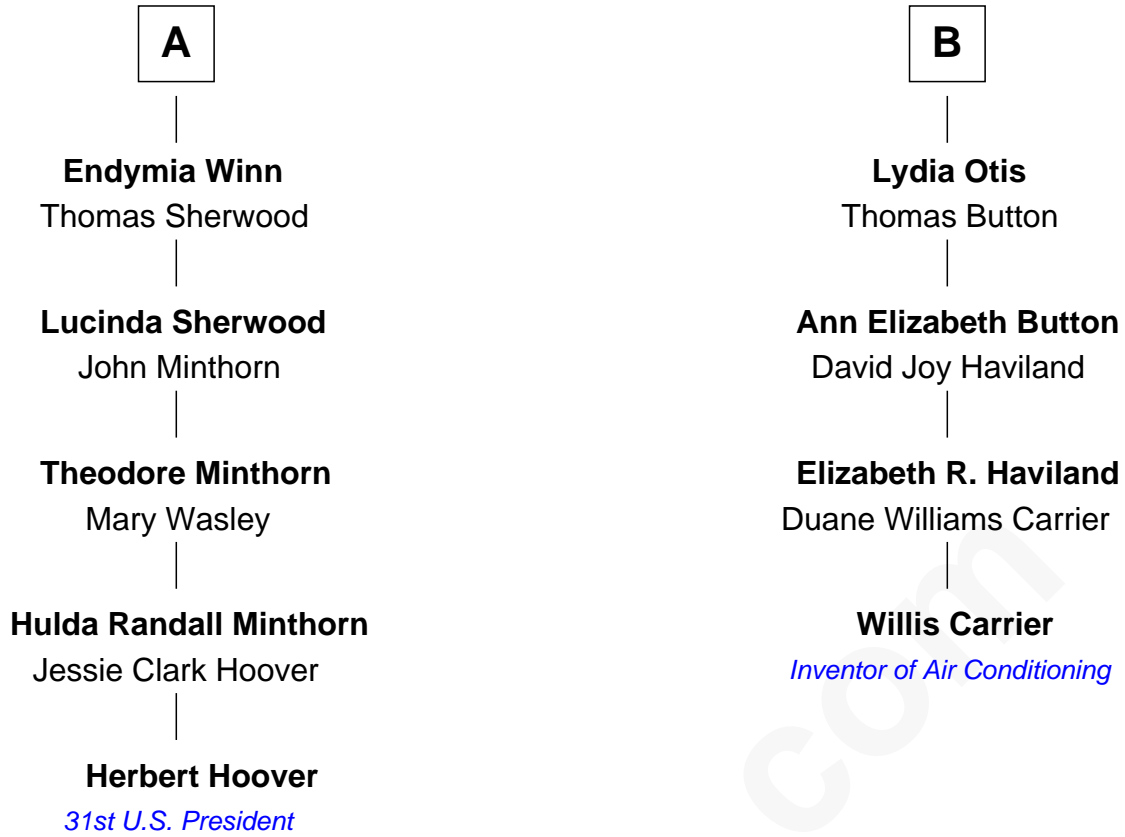 A
Endymia Winn
Thomas Sherwood
Lucinda Sherwood
John Minthorn
Theodore Minthorn
Mary Wasley
Hulda Randall Minthorn
Jessie Clark Hoover
Herbert Hoover
31st U.S. President
B
Lydia Otis
Thomas Button
Ann Elizabeth Button
David Joy Haviland
Elizabeth R. Haviland
Duane Williams Carrier
Willis Carrier
Inventor of Air Conditioning
com